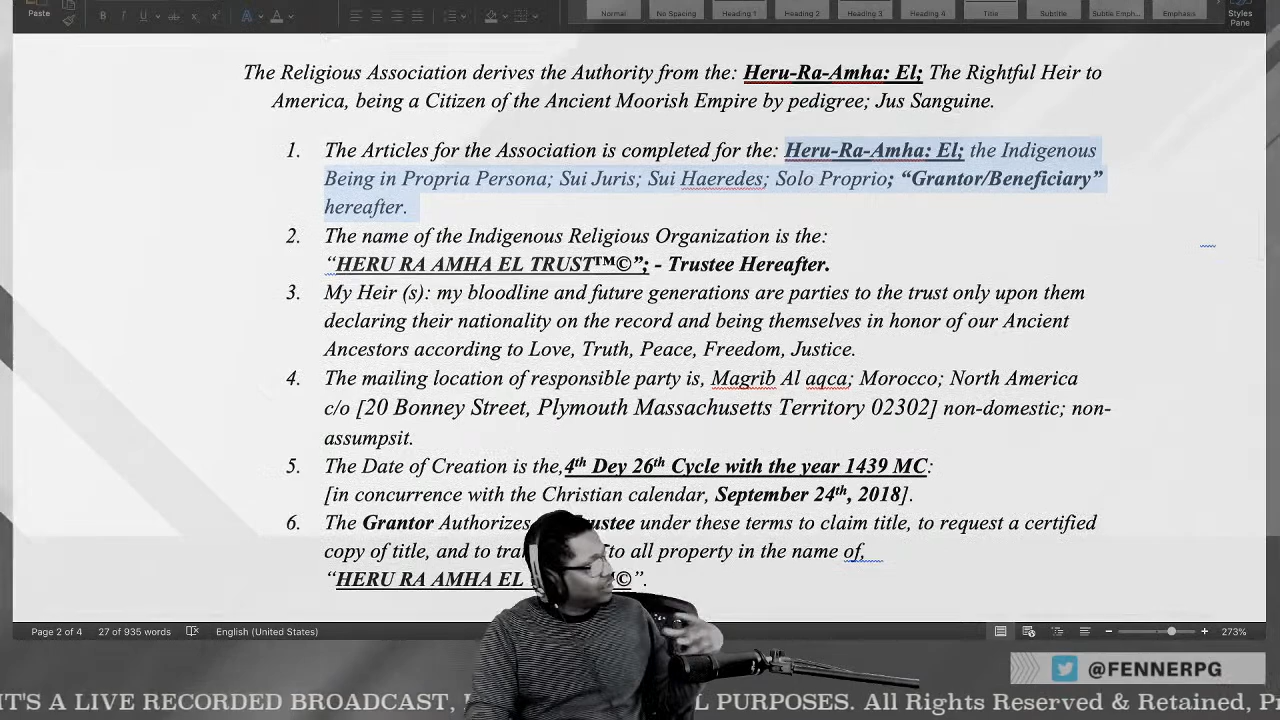 Paste
B I U
Normal No Spacing Heading 1 Heading 2 Heading 3 Heading 4 Title Subtitle Subtle Emph... Emphasis Styles Pane
The Religious Association derives the Authority from the: Heru-Ra-Amha: El; The Rightful Heir to
America, being a Citizen of the Ancient Moorish Empire by pedigree; Jus Sanguine.
1. The Articles for the Association is completed for the: Heru-Ra-Amha: El; the Indigenous
Being in Propria Persona; Sui Juris; Sui Haeredes; Solo Proprio; “Grantor/Beneficiary”
hereafter.
2. The name of the Indigenous Religious Organization is the:
“HERU RA AMHA EL TRUST™©”; - Trustee Hereafter.
3. My Heir (s): my bloodline and future generations are parties to the trust only upon them
declaring their nationality on the record and being themselves in honor of our Ancient
Ancestors according to Love, Truth, Peace, Freedom, Justice.
4. The mailing location of responsible party is, Magrib Al aqca; Morocco; North America
c/o [20 Bonney Street, Plymouth Massachusetts Territory 02302] non-domestic; non-
assumpsit.
5. The Date of Creation is the,4th Dey 26th Cycle with the year 1439 MC:
[in concurrence with the Christian calendar, September 24th, 2018].
6. The Grantor Authorizes under these terms to claim title, to request a certified
copy of title, and to to all property in the name of,
“HERU RA AMHA EL ©”.
Page 2 of 4 27 of 935 words English (United States) 273%
@FENNERPG
IT'S A LIVE RECORDED BROADCAST, L PURPOSES. All Rights Reserved & Retained,